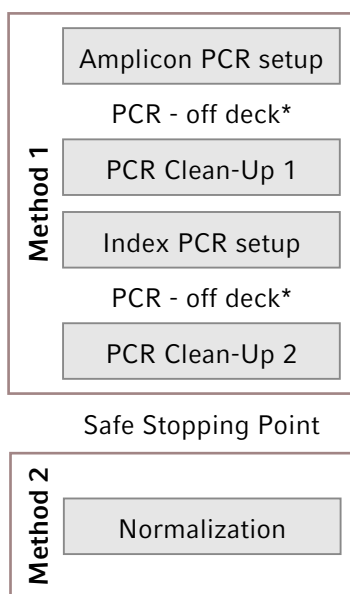 Method 1
Amplicon PCR setup
PCR - off deck*
PCR Clean-Up 1
Index PCR setup
PCR - off deck*
PCR Clean-Up 2
Safe Stopping Point
Method 2
Normalization